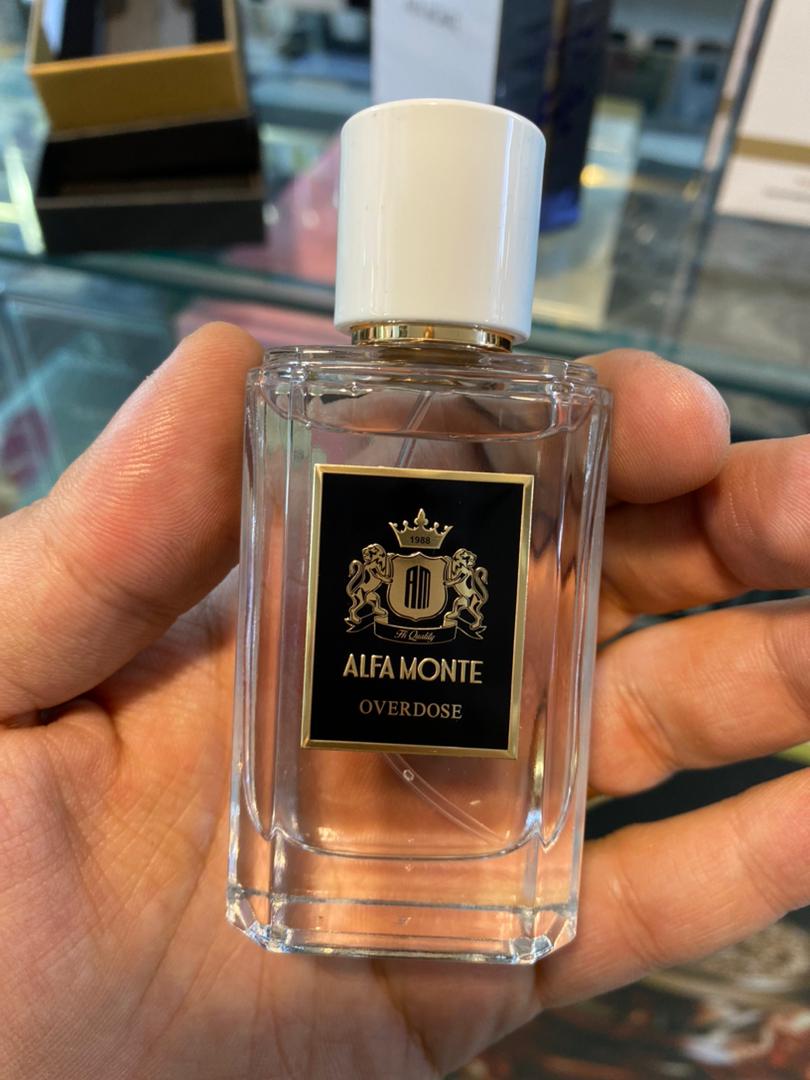 1988
AM
Hi Quality
ALFA MONTE
OVERDOSE